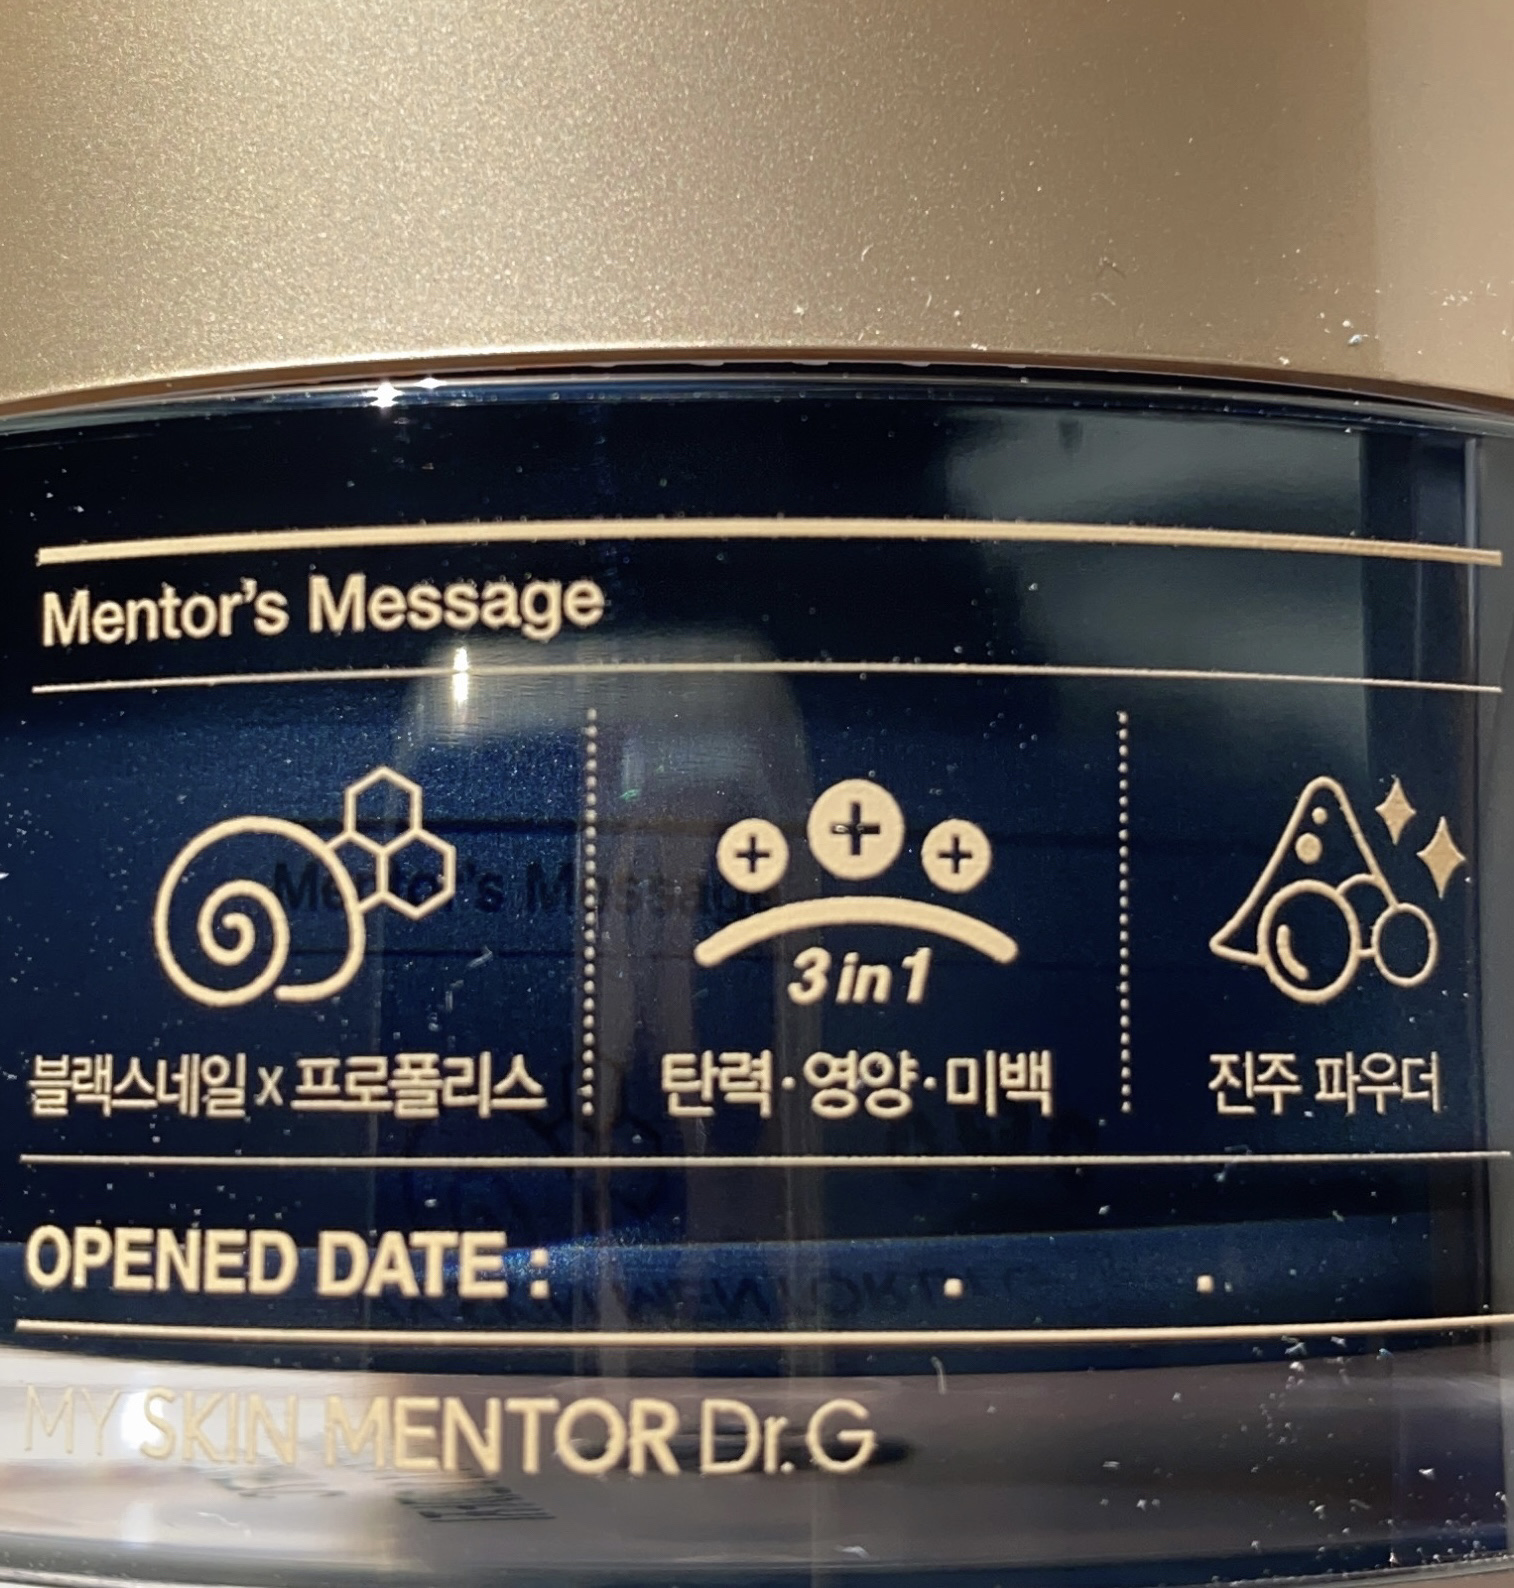 Mentor's Message
3 in 1
블랙스네일 x 프로폴리스
탄력·영양·미백
진주 파우더
OPENED DATE : . .
MY SKIN MENTOR Dr.G